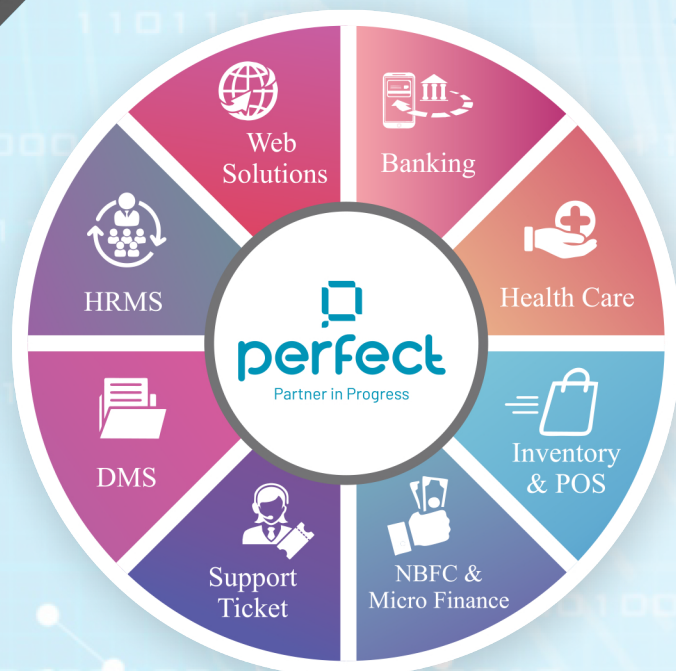 Web
Solutions
Banking
HRMS
Health Care
perfect
Partner in Progress
DMS
Inventory
& POS
Support
Ticket
NBFC &
Micro Finance